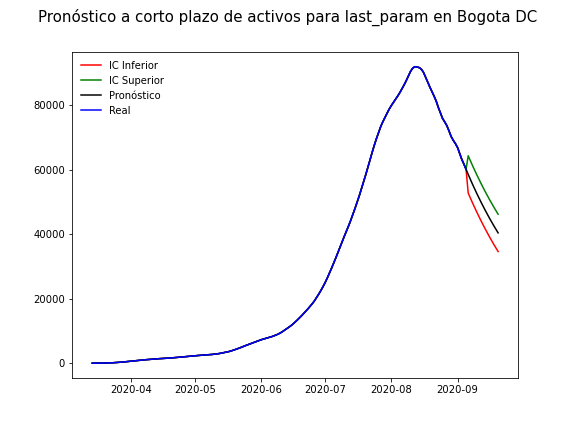 Pronóstico a corto plazo de activos para last_param en Bogota DC
IC Inferior
IC Superior
Pronóstico
Real
80000
60000
40000
20000
0
2020-04 2020-05 2020-06 2020-07 2020-08 2020-09